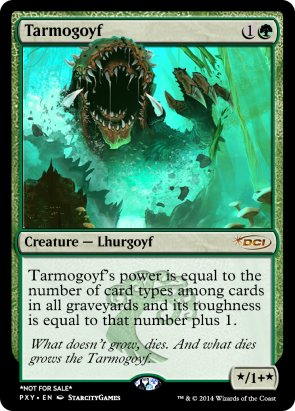 Tarmogoyf 1
DCI
Creature — Lhurgoyf
Tarmogoyf's power is equal to the
number of card types among cards
in all graveyards and its toughness
is equal to that number plus 1.
What doesn't grow, dies. And what dies
grows the Tarmogoyf.
*/1+*
*NOT FOR SALE*
PXY • EN StarcityGames
™ & © 2014 Wizards of the Coast